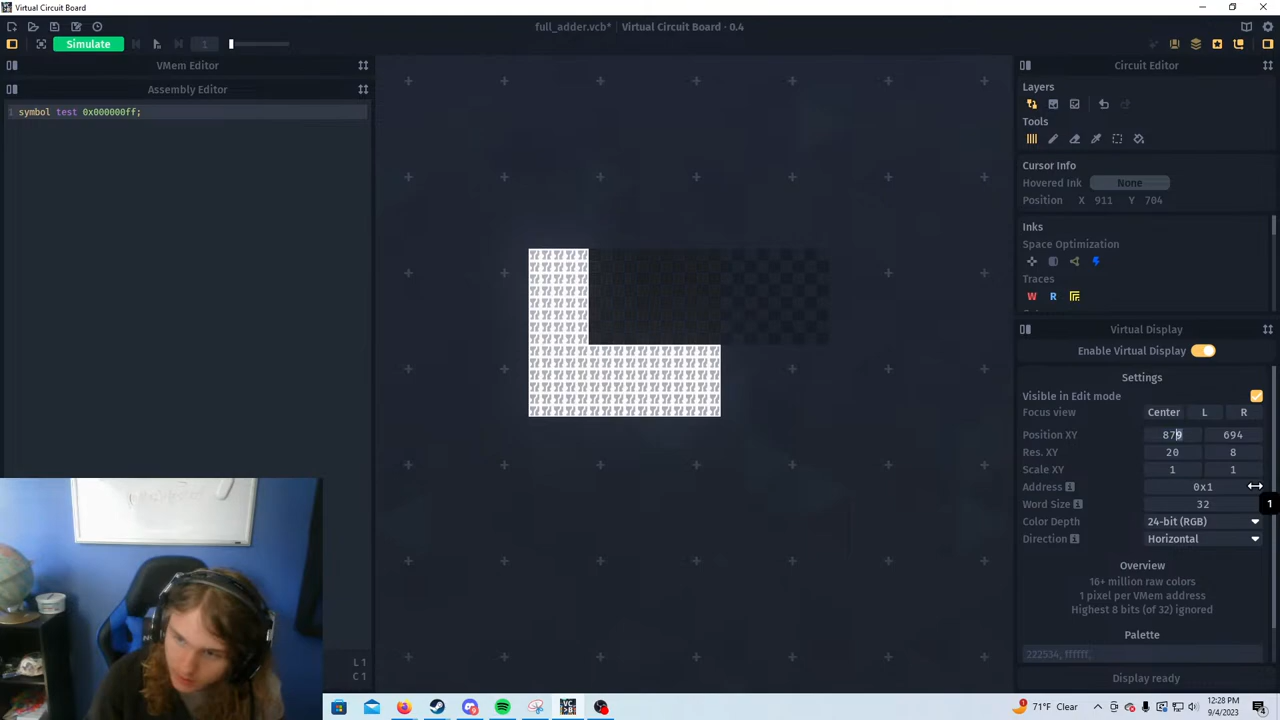 Virtual Circuit Board
full_adder.vcb* | Virtual Circuit Board - 0.4
Simulate
1
VMem Editor
Assembly Editor
1 symbol test 0x000000ff;
L 1
C 1
Circuit Editor
Layers
Tools
Cursor Info
Hovered Ink None
Position X 911 Y 704
Inks
Space Optimization
Traces
W R
Virtual Display
Enable Virtual Display
Settings
Visible in Edit mode
Focus view Center L R
Position XY 879 694
Res. XY 20 8
Scale XY 1 1
Address 0x1
1
Word Size 32
Color Depth 24-bit (RGB)
Direction Horizontal
Overview
16+ million raw colors
1 pixel per VMem address
Highest 8 bits (of 32) ignored
Palette
222534, ffffff,
Display ready
71°F Clear
12:28 PM
9/4/2023